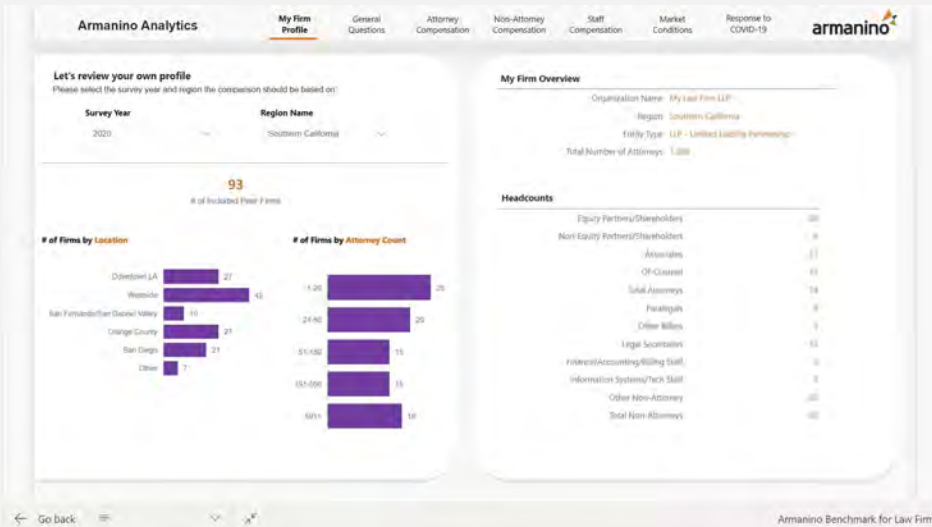 Armanino Analytics
My Firm Profile
General Questions
Attorney Compensation
Non-Attorney Compensation
Staff Compensation
Market Conditions
Response to COVID-19
armanino
Let's review your own profile
Please select the survey year and region the comparison should be based on:
Survey Year
Region Name
2020
Southern California
93
# of Included Peer Firms
# of Firms by Location
Downtown LA 27
Westside 42
San Fernando/San Gabriel Valley 10
Orange County 27
San Diego 21
Other 7
# of Firms by Attorney Count
1-20
20
51-150 15
15
My Firm Overview
Organization Name My Law Firm LLP
Region Southern California
Entity Type LLP - Limited Liability Partnership
Total Number of Attorneys
Headcounts
Equity Partners/Shareholders
Non-Equity Partners/Shareholders
Associates
Of-Counsel
Total Attorneys
Paralegals
Other Billers
Legal Secretaries
Financial/Accounting/Billing Staff
Information Systems/Tech Staff
Other Non-Attorney
Total Non-Attorneys
Go back
Armanino Benchmark for Law Firm